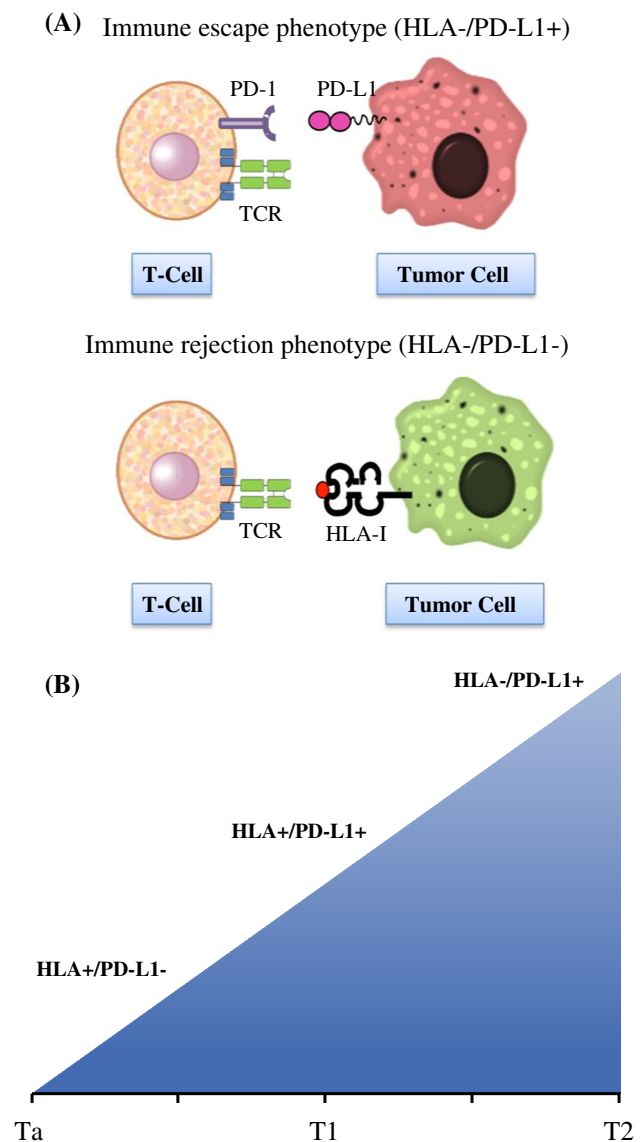 (A) Immune escape phenotype (HLA-/PD-L1+)
PD-1 PD-L1
TCR
T-Cell Tumor Cell
Immune rejection phenotype (HLA-/PD-L1-)
TCR HLA-I
T-Cell Tumor Cell
(B)
HLA-/PD-L1+
HLA+/PD-L1+
HLA+/PD-L1-
Ta T1 T2